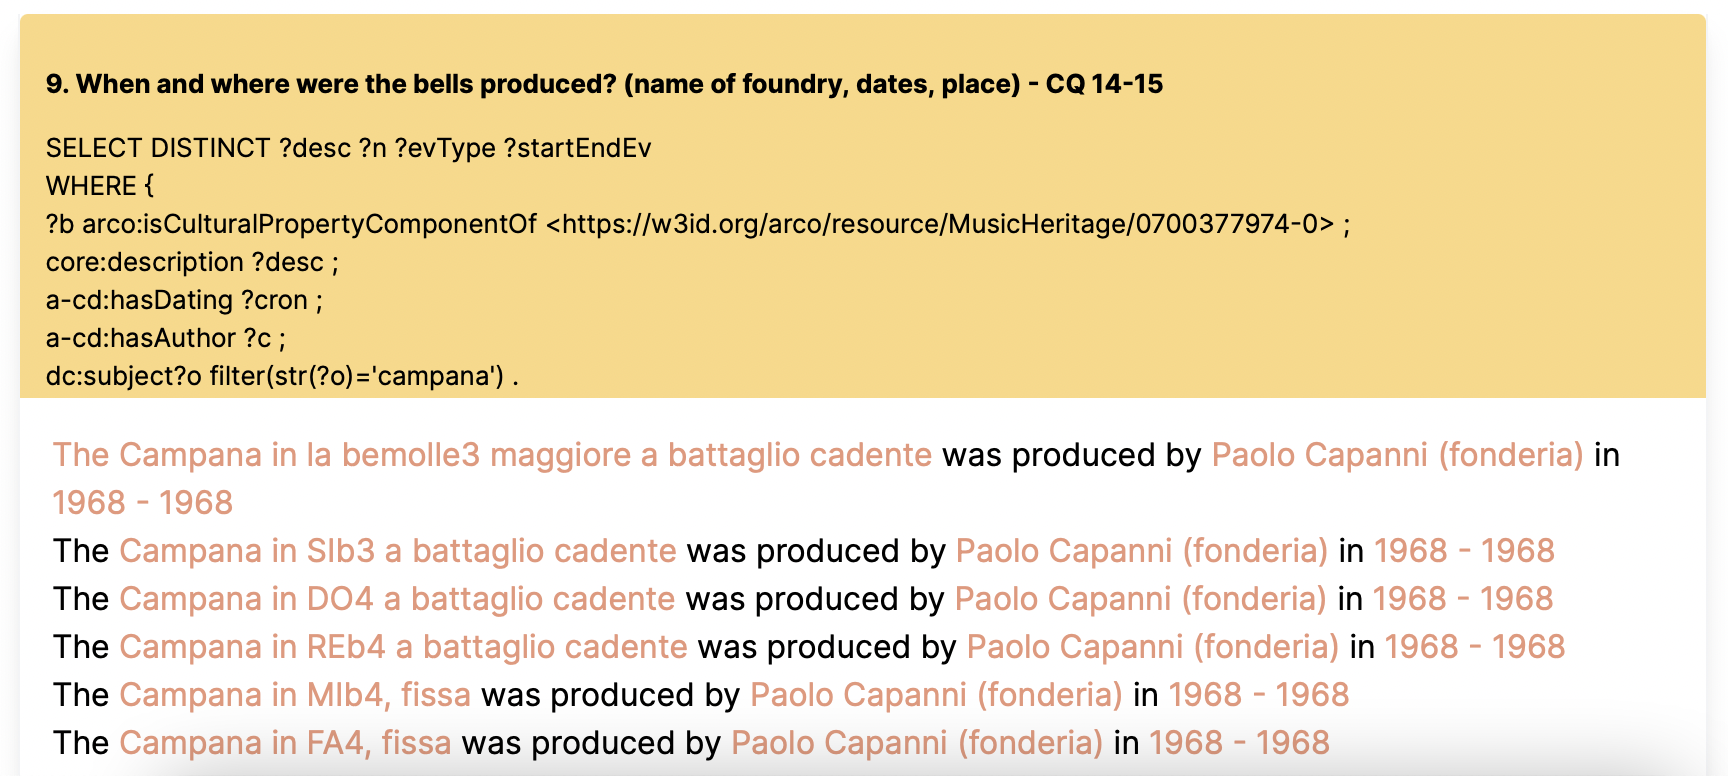 9. When and where were the bells produced? (name of foundry, dates, place) - CQ 14-15
SELECT DISTINCT ?desc ?n ?evType ?startEndEv
WHERE {
?b arco:isCulturalPropertyComponentOf <https://w3id.org/arco/resource/MusicHeritage/0700377974-0> ;
core:description ?desc ;
a-cd:hasDating ?cron ;
a-cd:hasAuthor ?c ;
dc:subject?o filter(str(?o)='campana') .
The Campana in la bemolle3 maggiore a battaglio cadente was produced by Paolo Capanni (fonderia) in
1968 - 1968
The Campana in SIb3 a battaglio cadente was produced by Paolo Capanni (fonderia) in 1968 - 1968
The Campana in DO4 a battaglio cadente was produced by Paolo Capanni (fonderia) in 1968 - 1968
The Campana in REb4 a battaglio cadente was produced by Paolo Capanni (fonderia) in 1968 - 1968
The Campana in MIb4, fissa was produced by Paolo Capanni (fonderia) in 1968 - 1968
The Campana in FA4, fissa was produced by Paolo Capanni (fonderia) in 1968 - 1968